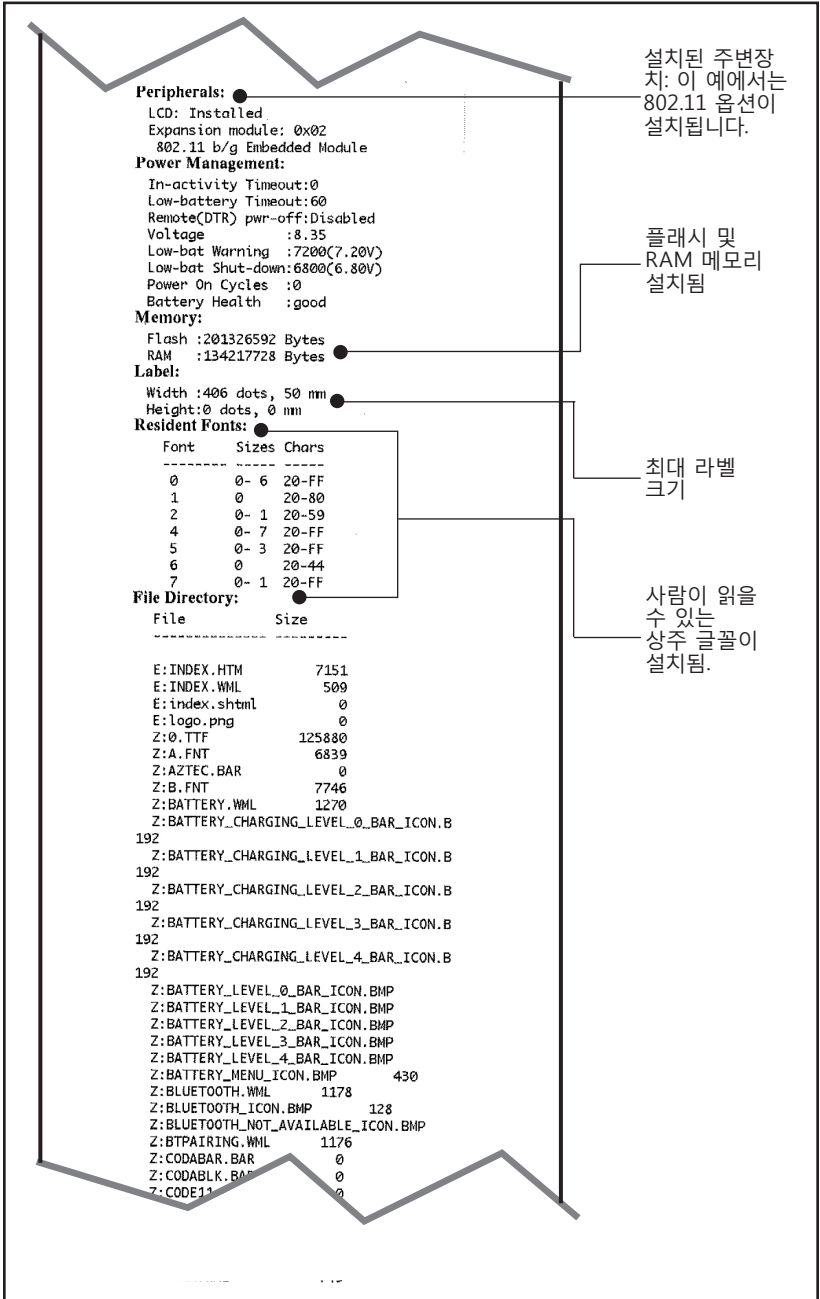 Peripherals:
LCD: Installed
Expansion module: 0x02
802.11 b/g Embedded Module
Power Management:
In-activity Timeout:0
Low-battery Timeout:60
Remote(DTR) pwr-off:Disabled
Voltage :8.35
Low-bat Warning :7200(7.20V)
Low-bat Shut-down:6800(6.80V)
Power On Cycles :0
Battery Health :good
Memory:
Flash :201326592 Bytes
RAM :134217728 Bytes
Label:
Width :406 dots, 50 mm
Height:0 dots, 0 mm
Resident Fonts:
Font Sizes Chars
-------- ----- -----
0 0- 6 20-FF
1 0 20-80
2 0- 1 20-59
4 0- 7 20-FF
5 0- 3 20-FF
6 0 20-44
7 0- 1 20-FF
File Directory:
File Size
--------------- ---------
E:INDEX.HTM 7151
E:INDEX.WML 509
E:index.shtml 0
E:logo.png 0
Z:0.TTF 125880
Z:A.FNT 6839
Z:AZTEC.BAR 0
Z:B.FNT 7746
Z:BATTERY.WML 1270
Z:BATTERY_CHARGING_LEVEL_0_BAR_ICON.B
192
Z:BATTERY_CHARGING_LEVEL_1_BAR_ICON.B
192
Z:BATTERY_CHARGING_LEVEL_2_BAR_ICON.B
192
Z:BATTERY_CHARGING_LEVEL_3_BAR_ICON.B
192
Z:BATTERY_CHARGING_LEVEL_4_BAR_ICON.B
192
Z:BATTERY_LEVEL_0_BAR_ICON.BMP
Z:BATTERY_LEVEL_1_BAR_ICON.BMP
Z:BATTERY_LEVEL_2_BAR_ICON.BMP
Z:BATTERY_LEVEL_3_BAR_ICON.BMP
Z:BATTERY_LEVEL_4_BAR_ICON.BMP
Z:BATTERY_MENU_ICON.BMP 430
Z:BLUETOOTH.WML 1178
Z:BLUETOOTH_ICON.BMP 128
Z:BLUETOOTH_NOT_AVAILABLE_ICON.BMP
Z:BTPAIRING.WML 1176
Z:CODABAR.BAR 0
Z:CODABLK.BA 0
Z:CODE11 0
설치된 주변장
치: 이 예에서는
802.11 옵션이
설치됩니다.
플래시 및
RAM 메모리
설치됨
최대 라벨
크기
사람이 읽을
수 있는
상주 글꼴이
설치됨.